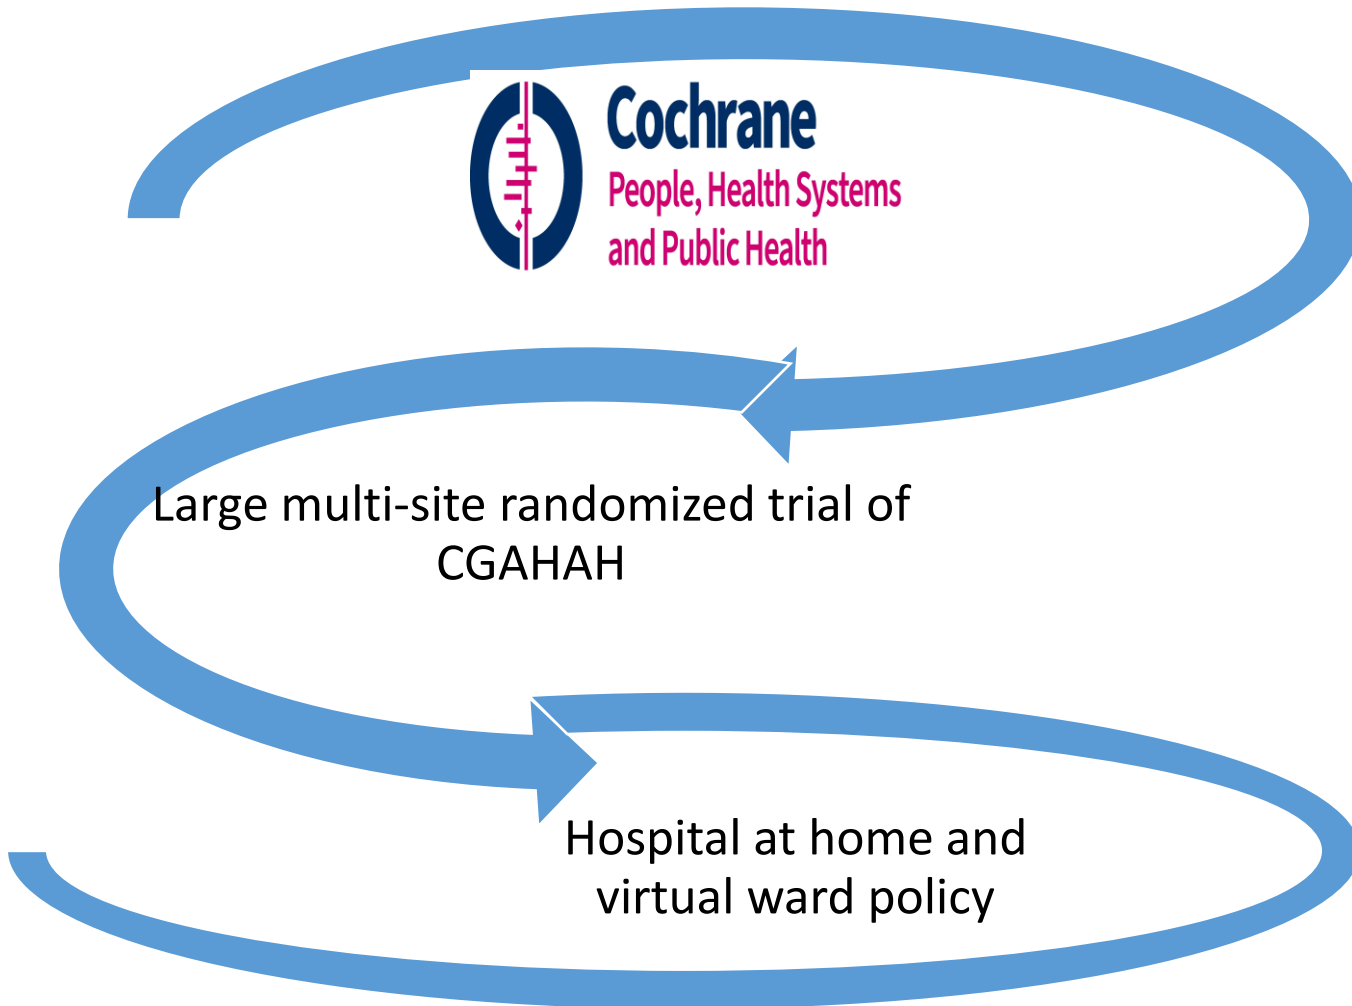 Cochrane
People, Health Systems
and Public Health
Large multi-site randomized trial of
CGAHAH
Hospital at home and
virtual ward policy